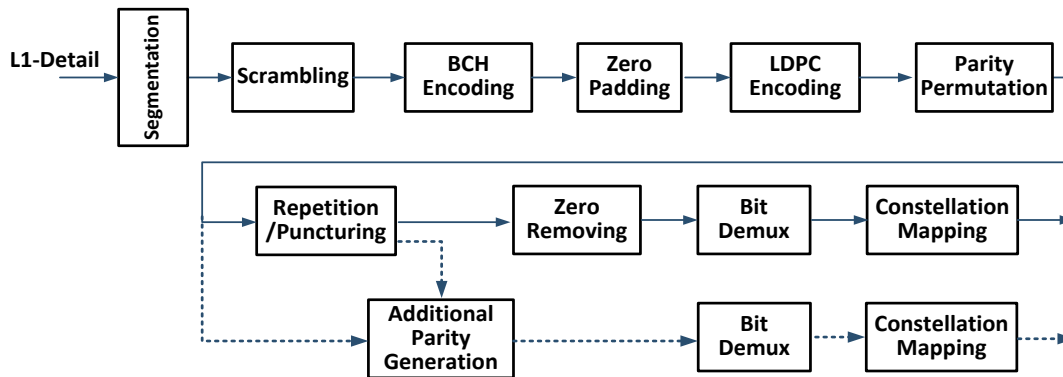 L1-Detail
Segmentation
Scrambling
BCH
Encoding
Zero
Padding
LDPC
Encoding
Parity
Permutation
Repetition
/Puncturing
Zero
Removing
Bit
Demux
Constellation
Mapping
Additional
Parity
Generation
Bit
Demux
Constellation
Mapping